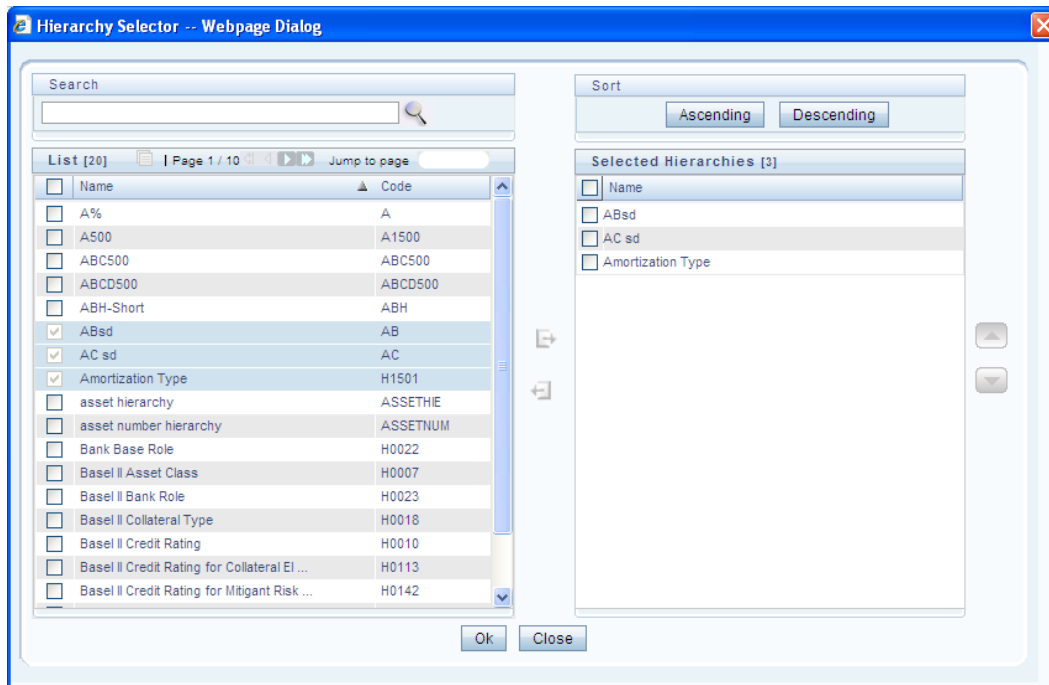 Hierarchy Selector -- Webpage Dialog
Search
Sort
Ascending Descending
List [20] | Page 1 / 10 Jump to page
Selected Hierarchies [3]
Name Code
Name
A% A
A500 A1500
ABC500 ABC500
ABCD500 ABCD500
ABH-Short ABH
ABsd AB
AC sd AC
Amortization Type H1501
asset hierarchy ASSETHIE
asset number hierarchy ASSETNUM
Bank Base Role H0022
Basel II Asset Class H0007
Basel II Bank Role H0023
Basel II Collateral Type H0018
Basel II Credit Rating H0010
Basel II Credit Rating for Collateral El ... H0113
Basel II Credit Rating for Mitigant Risk ... H0142
ABsd
AC sd
Amortization Type
Ok Close